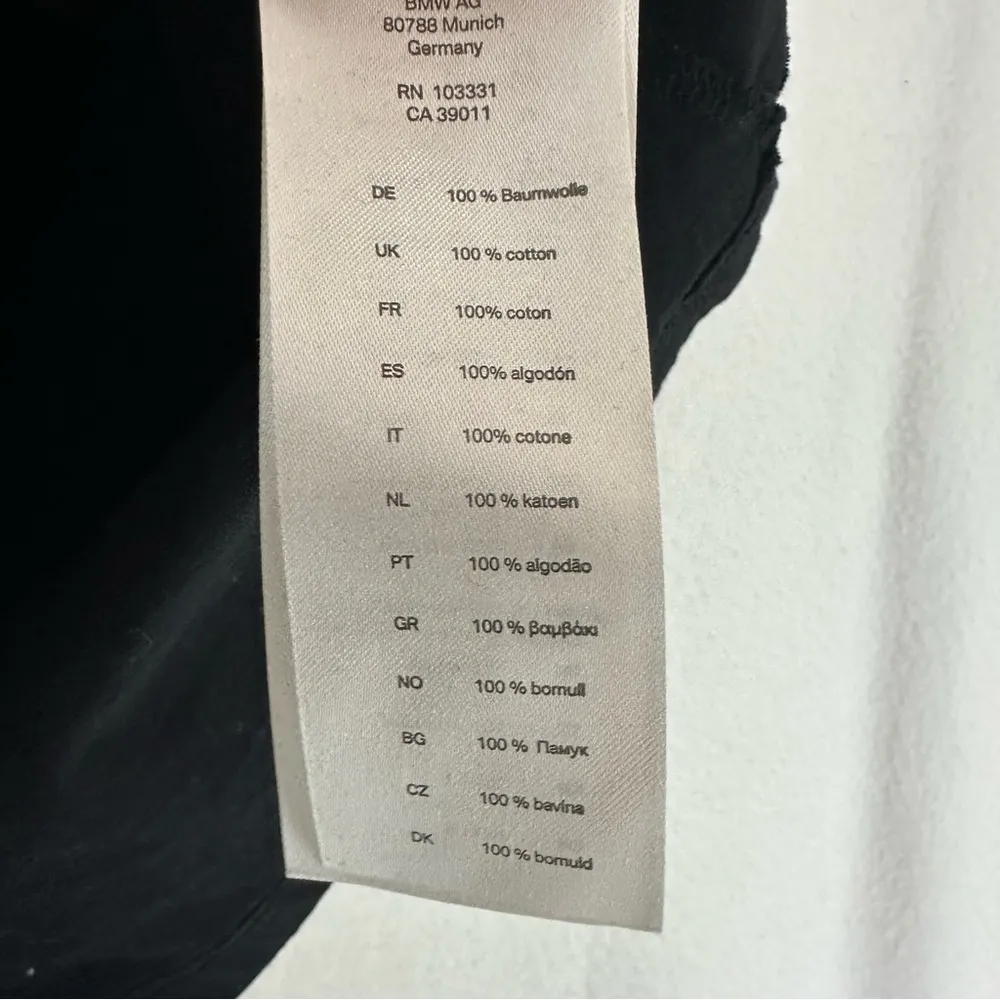 BMW AG
80788 Munich
Germany
RN 103331
CA 39011
DE 100 % Baumwolle
UK 100 % cotton
FR 100% coton
ES 100% algodón
IT 100% cotone
NL 100 % katoen
PT 100 % algodão
GR 100 % βαμβάκι
NO 100 % bomull
BG 100 % Памук
CZ 100 % bavlna
DK 100 % bomuld